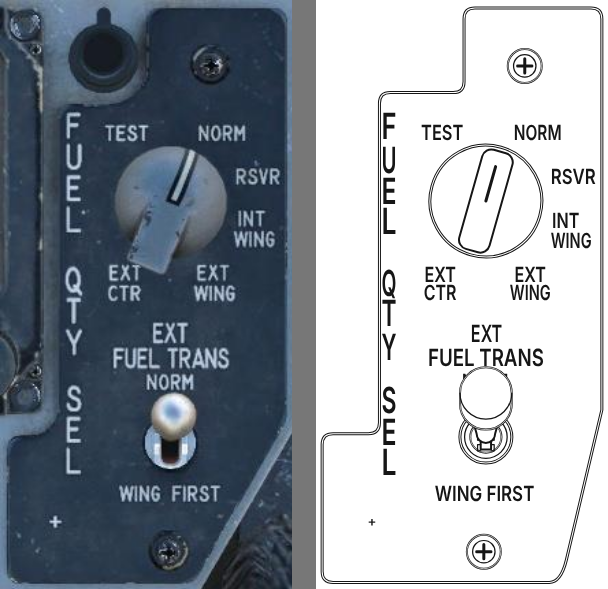 FUEL QTY SEL
TEST NORM
RSVR
INT
WING
EXT
CTR
EXT
WING
EXT
FUEL TRANS
NORM
WING FIRST
FUEL QTY SEL
TEST NORM
RSVR
INT
WING
EXT
CTR
EXT
WING
EXT
FUEL TRANS
WING FIRST